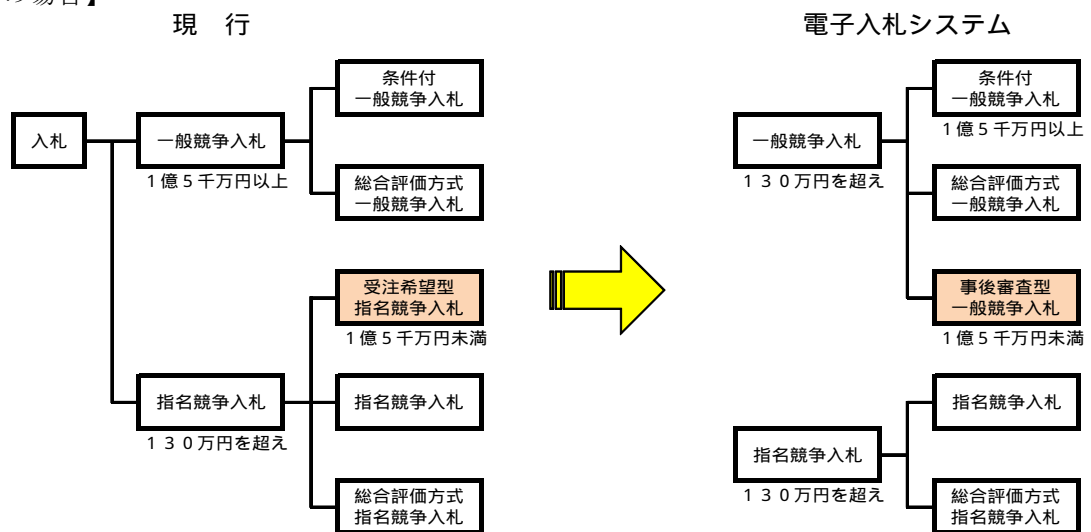 の場合】
現　行
電子入札システム
条件付
一般競争入札
入札
一般競争入札
１億５千万円以上
総合評価方式
一般競争入札
受注希望型
指名競争入札
１億５千万円未満
指名競争入札
１３０万円を超え
指名競争入札
総合評価方式
指名競争入札
条件付
一般競争入札
１億５千万円以上
一般競争入札
１３０万円を超え
総合評価方式
一般競争入札
事後審査型
一般競争入札
１億５千万円未満
指名競争入札
指名競争入札
１３０万円を超え
総合評価方式
指名競争入札